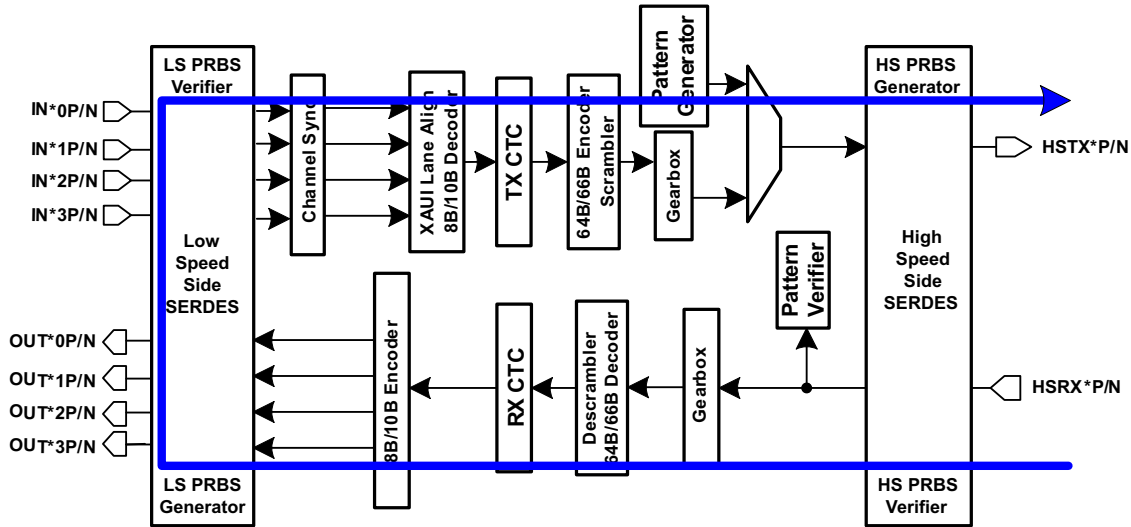 LS PRBS
Verifier
IN*0P/N
IN*1P/N
IN*2P/N
IN*3P/N
Low
Speed
Side
SERDES
OUT*0P/N
OUT*1P/N
OUT*2P/N
OUT*3P/N
LS PRBS
Generator
Channel Sync
XAUI Lane Align
8B/10B Decoder
TX CTC
64B/66B Encoder
Scrambler
Pattern
Generator
Gearbox
8B/10B Encoder
RX CTC
Descrambler
64B/66B Decoder
Gearbox
Pattern
Verifier
HS PRBS
Generator
High
Speed
Side
SERDES
HS PRBS
Verifier
HSTX*P/N
HSRX*P/N